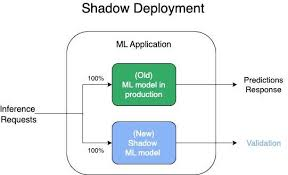 Shadow Deployment
ML Application
100%
(Old)
ML model in
production
Predictions
Response
Inference
Requests
(New)
Shadow
ML model
Validation
100%